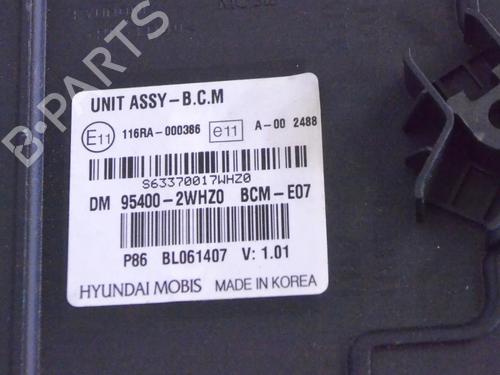 B-PARTS
UNIT ASSY-B.C.M
E11 116RA-000386 e11 A-00 2488
S63370017WHZ0
DM 95400-2WHZ0 BCM-E07
P86 BL061407 V: 1.01
HYUNDAI MOBIS MADE IN KOREA